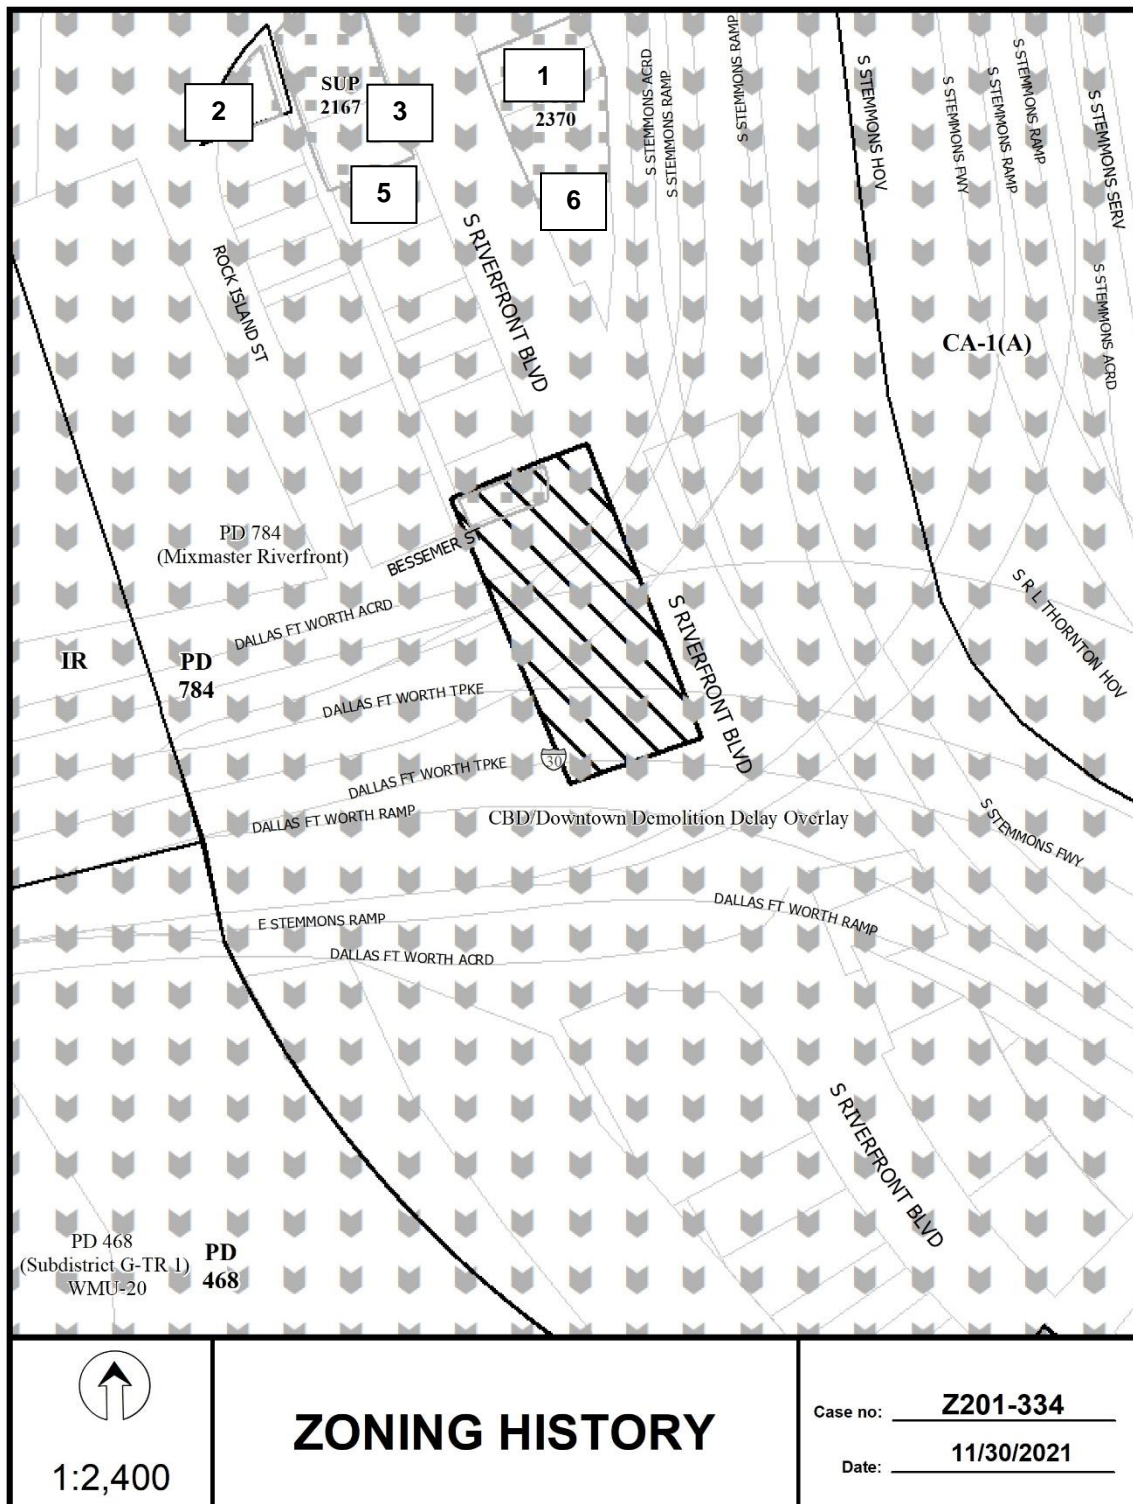 SUP
2167
1
2370
2
3
5
6
S STEMMONS ACRD
S STEMMONS RAMP
S STEMMONS RAMP
S STEMMONS HOV
S STEMMONS FWY
S STEMMONS RAMP
S STEMMONS RAMP
S STEMMONS SERV
S STEMMONS ACRD
ROCK ISLAND ST
S RIVERFRONT BLVD
CA-1(A)
PD 784
(Mixmaster Riverfront)
BESSEMER ST
DALLAS FT WORTH ACRD
S R L THORNTON HOV
IR
PD
784
S RIVERFRONT BLVD
DALLAS FT WORTH TPKE
30
DALLAS FT WORTH TPKE
DALLAS FT WORTH RAMP
CBD/Downtown Demolition Delay Overlay
S STEMMONS FWY
E STEMMONS RAMP
DALLAS FT WORTH RAMP
DALLAS FT WORTH ACRD
S RIVERFRONT BLVD
PD 468
(Subdistrict G-TR 1)
WMU-20
PD
468
1:2,400
ZONING HISTORY
Case no: Z201-334
Date: 11/30/2021